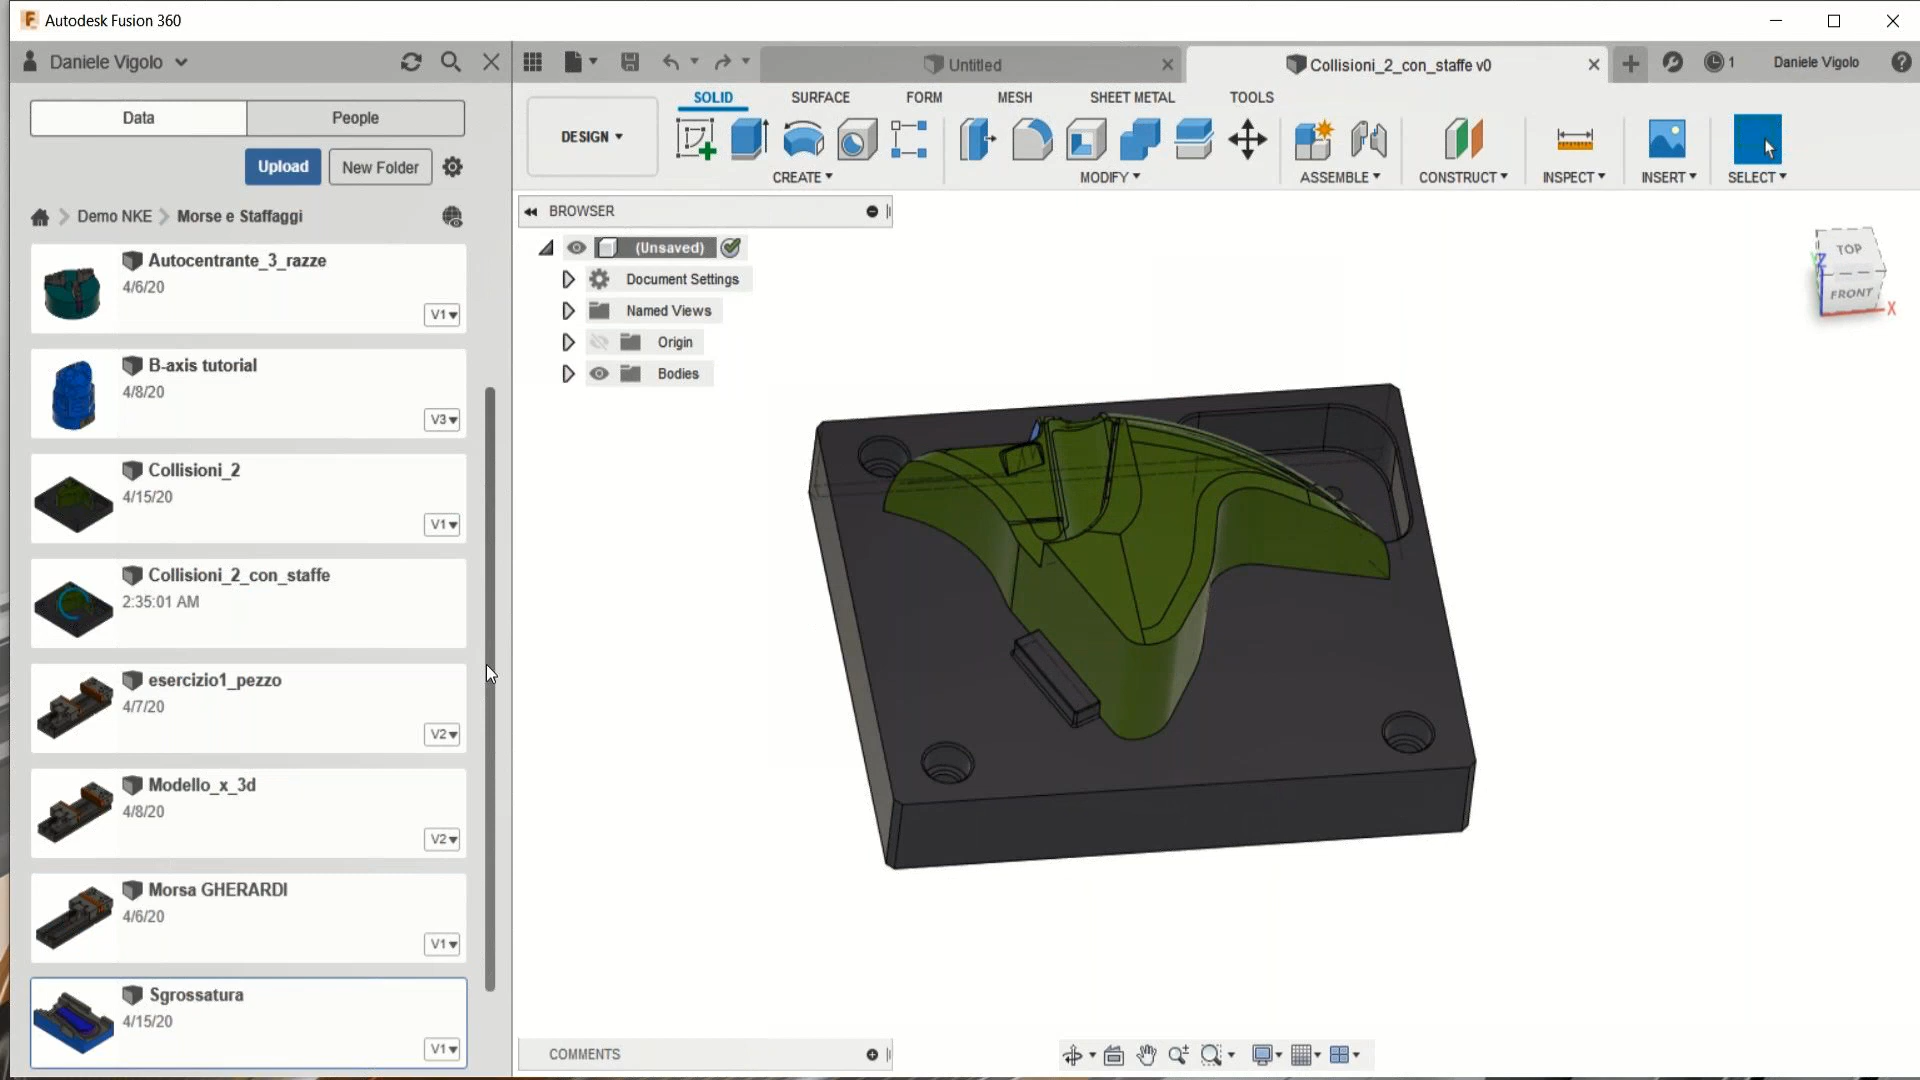 Autodesk Fusion 360
Daniele Vigolo
Untitled
Collisioni_2_con_staffe v0
1
Daniele Vigolo
Data
People
Upload
New Folder
Demo NKE
Morse e Staffaggi
Autocentrante_3_razze
4/6/20
V1
B-axis tutorial
4/8/20
V3
Collisioni_2
4/15/20
V1
Collisioni_2_con_staffe
2:35:01 AM
esercizio1_pezzo
4/7/20
V2
Modello_x_3d
4/8/20
V2
Morsa GHERARDI
4/6/20
V1
Sgrossatura
4/15/20
V1
DESIGN
SOLID
SURFACE
FORM
MESH
SHEET METAL
TOOLS
CREATE
MODIFY
ASSEMBLE
CONSTRUCT
INSPECT
INSERT
SELECT
BROWSER
(Unsaved)
Document Settings
Named Views
Origin
Bodies
TOP
FRONT
Z
X
COMMENTS